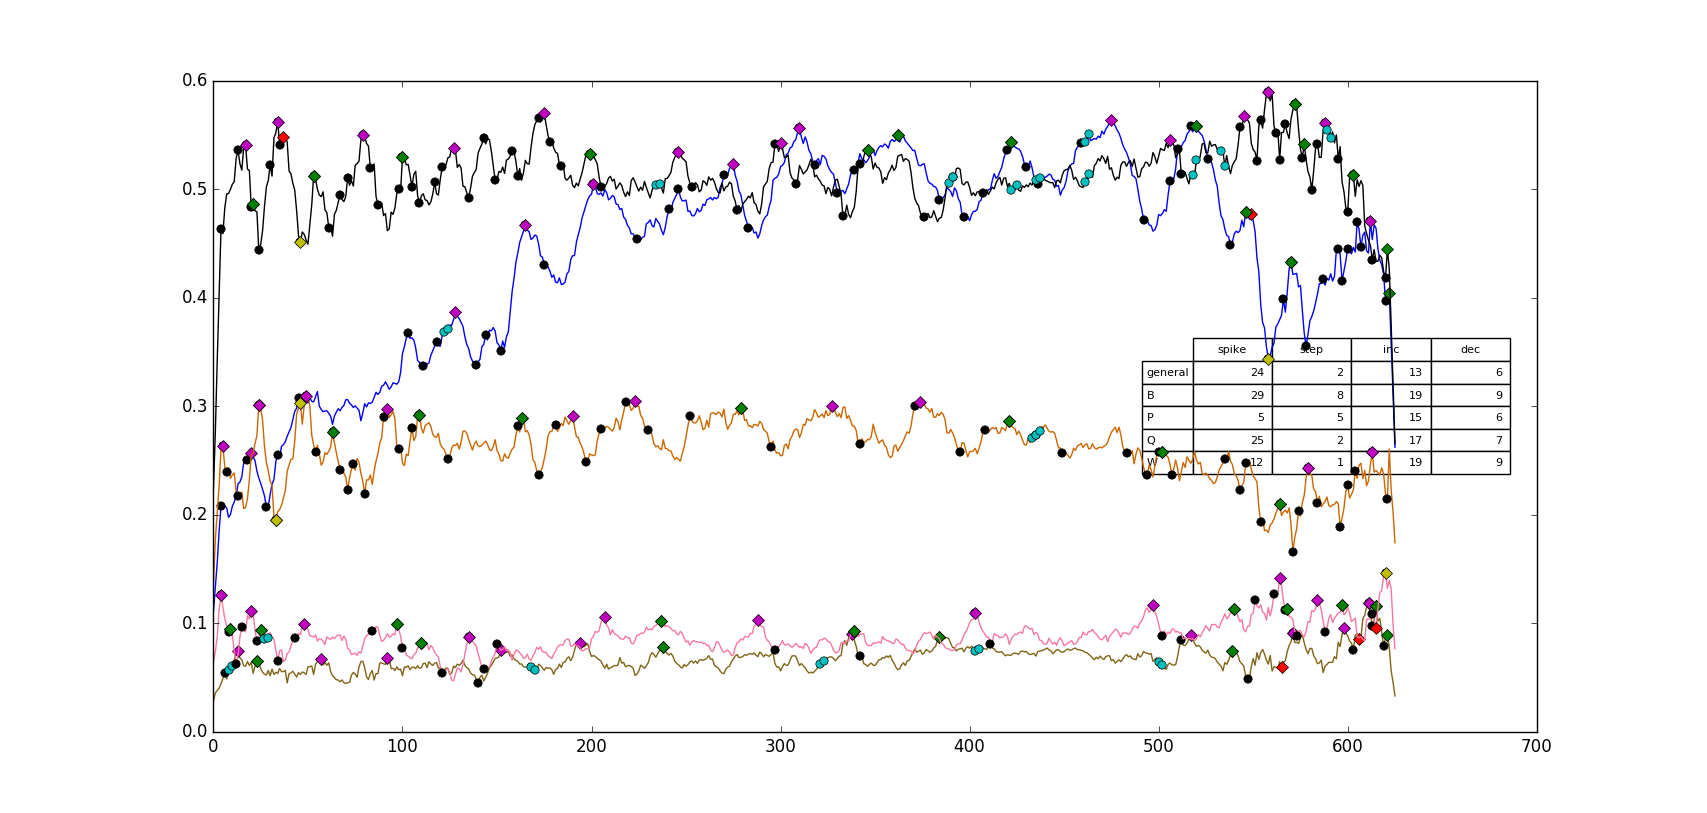 0.6
0.5
0.4
0.3
0.2
0.1
0.0
0 100 200 300 400 500 600 700
spike step inc dec
general 24 2 13 6
B 29 8 19 9
P 5 5 15 6
Q 25 2 17 7
W 12 1 19 9